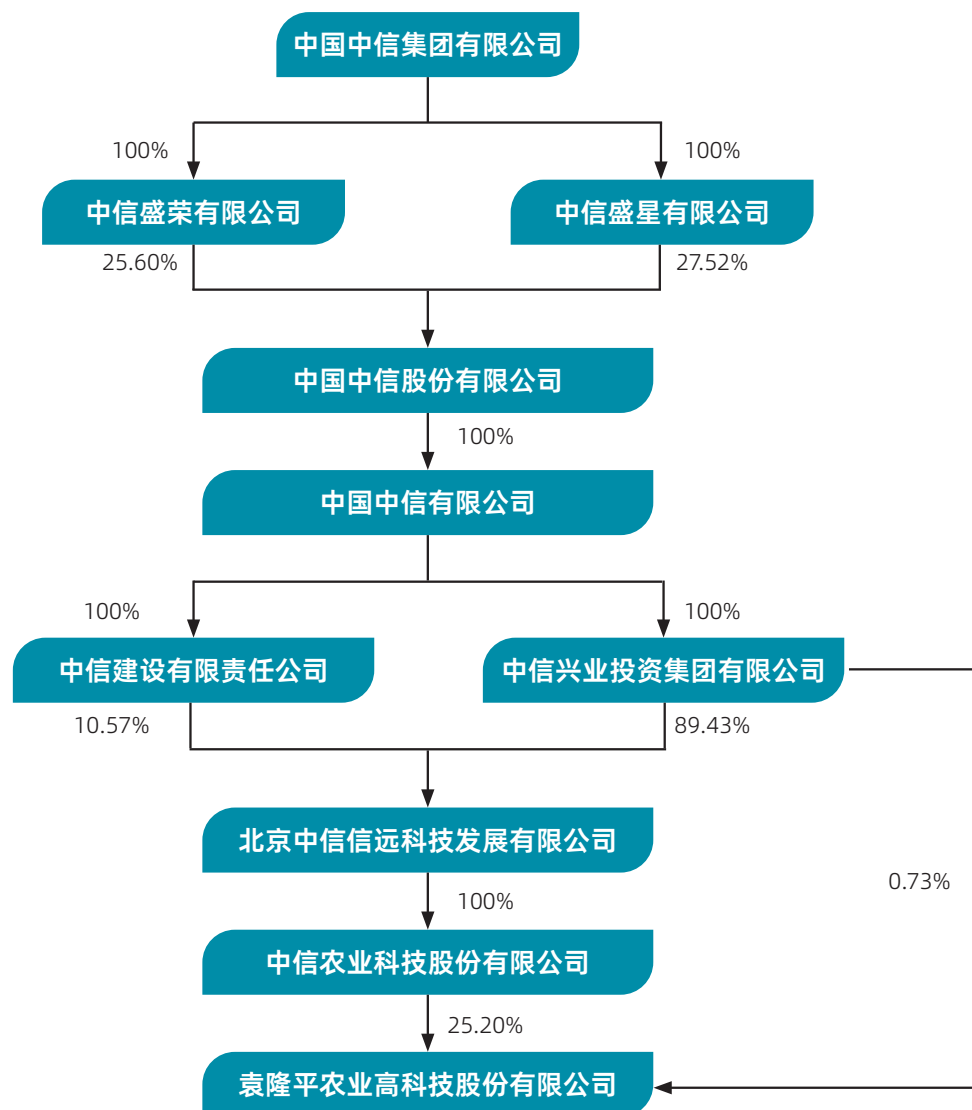 中国中信集团有限公司
100%
100%
中信盛荣有限公司
中信盛星有限公司
25.60%
27.52%
中国中信股份有限公司
100%
中国中信有限公司
100%
100%
中信建设有限责任公司
中信兴业投资集团有限公司
10.57%
89.43%
北京中信信远科技发展有限公司
0.73%
100%
中信农业科技股份有限公司
25.20%
袁隆平农业高科技股份有限公司